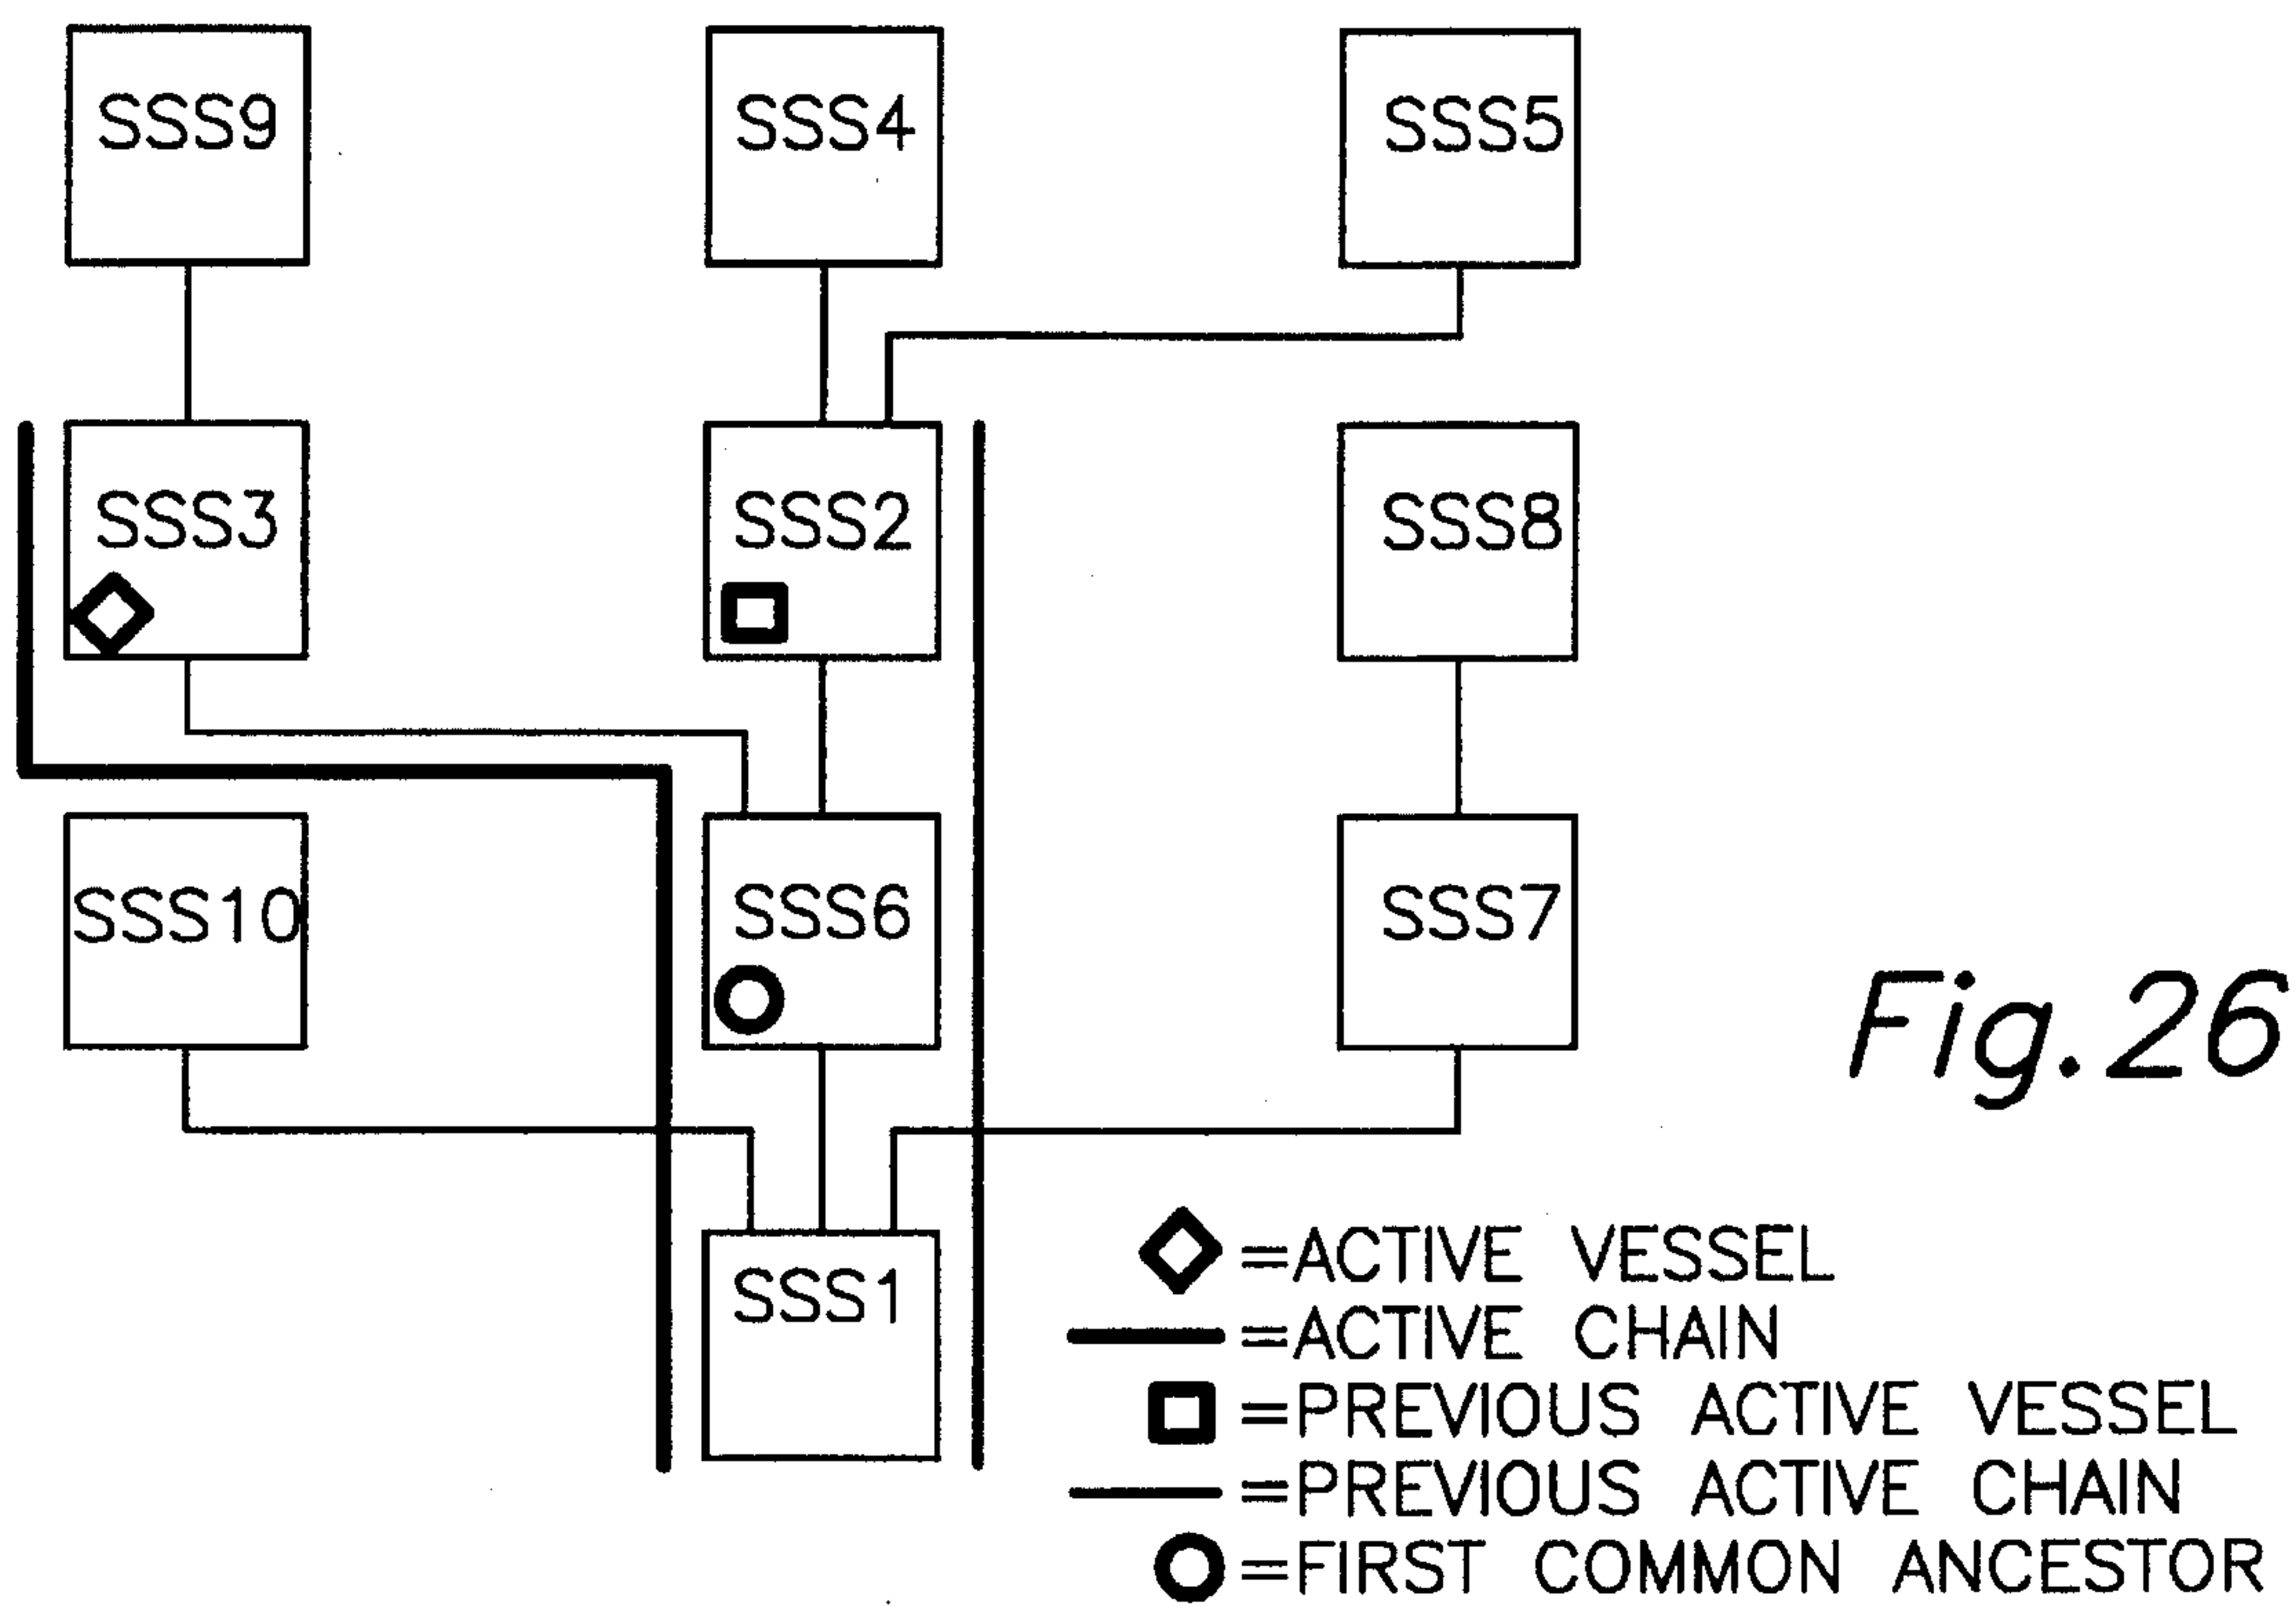 SSS9
SSS4
SSS5
SSS3
SSS2
SSS8
SSS10
SSS6
SSS7
Fig.26
SSS1
=ACTIVE VESSEL
=ACTIVE CHAIN
=PREVIOUS ACTIVE VESSEL
=PREVIOUS ACTIVE CHAIN
=FIRST COMMON ANCESTOR